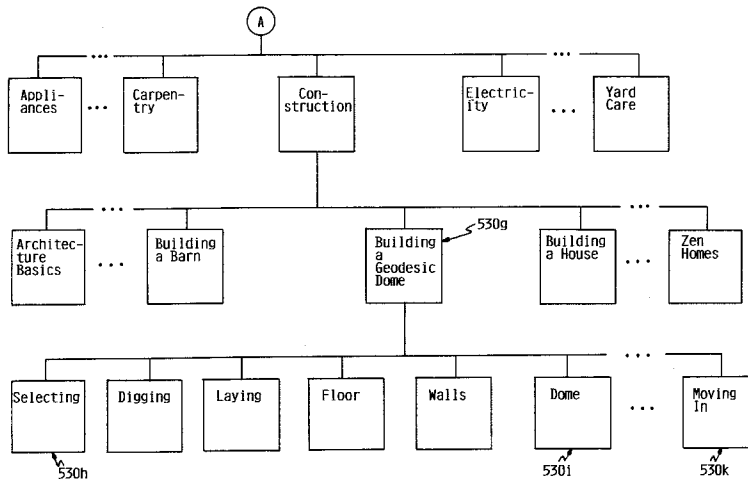 A
... ...
Appli-
ances
...
Carpen-
try
Con-
struction
Electric-
ity
...
Yard
Care
... ...
Architec-
ture
Basics
...
Building
a Barn
Building
a
Geodesic
Dome
530g
Building
a House
...
Zen
Homes
...
Selecting
Digging
Laying
Floor
Walls
Dome
...
Moving
In
530h
530i
530k